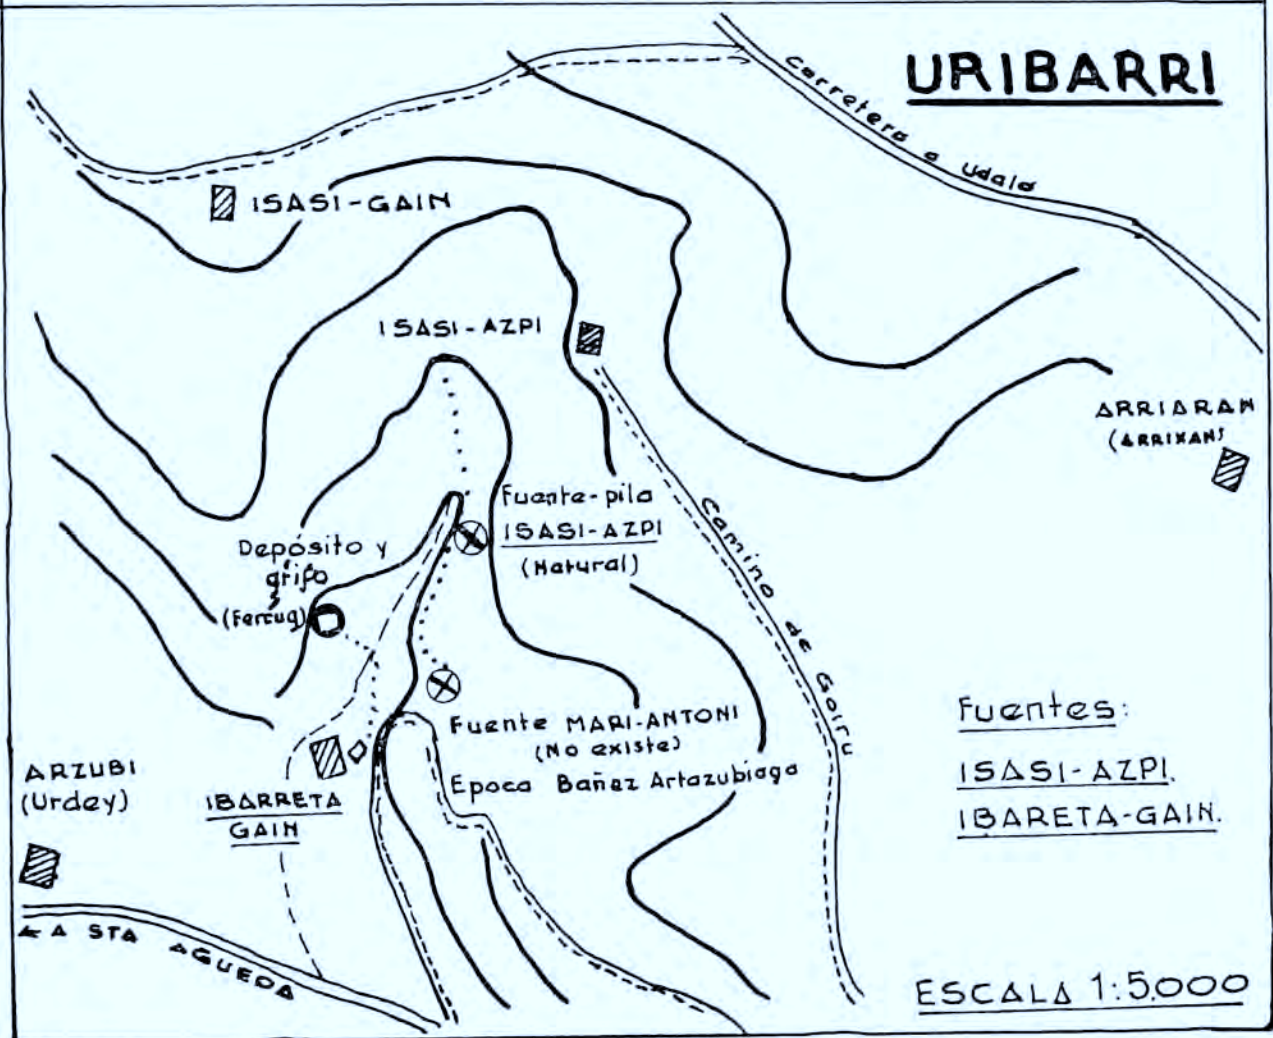 URIBARRI
Carretera a Udala
ISASI-GAIN
ISASI-AZPI
ARRIARAN
(ARRIXAN)
Fuente-pila
ISASI-AZPI
(Natural)
Camino de Goiru
Depósito y
grifo
(Fercug)
Fuente MARI-ANTONI
(No existe)
Epoca Bañez Artazubiaga
ARZUBI
(Urdey)
IBARRETA
GAIN
Fuentes:
ISASI-AZPI.
IBARETA-GAIN.
A STA AGUEDA
ESCALA 1:5.000